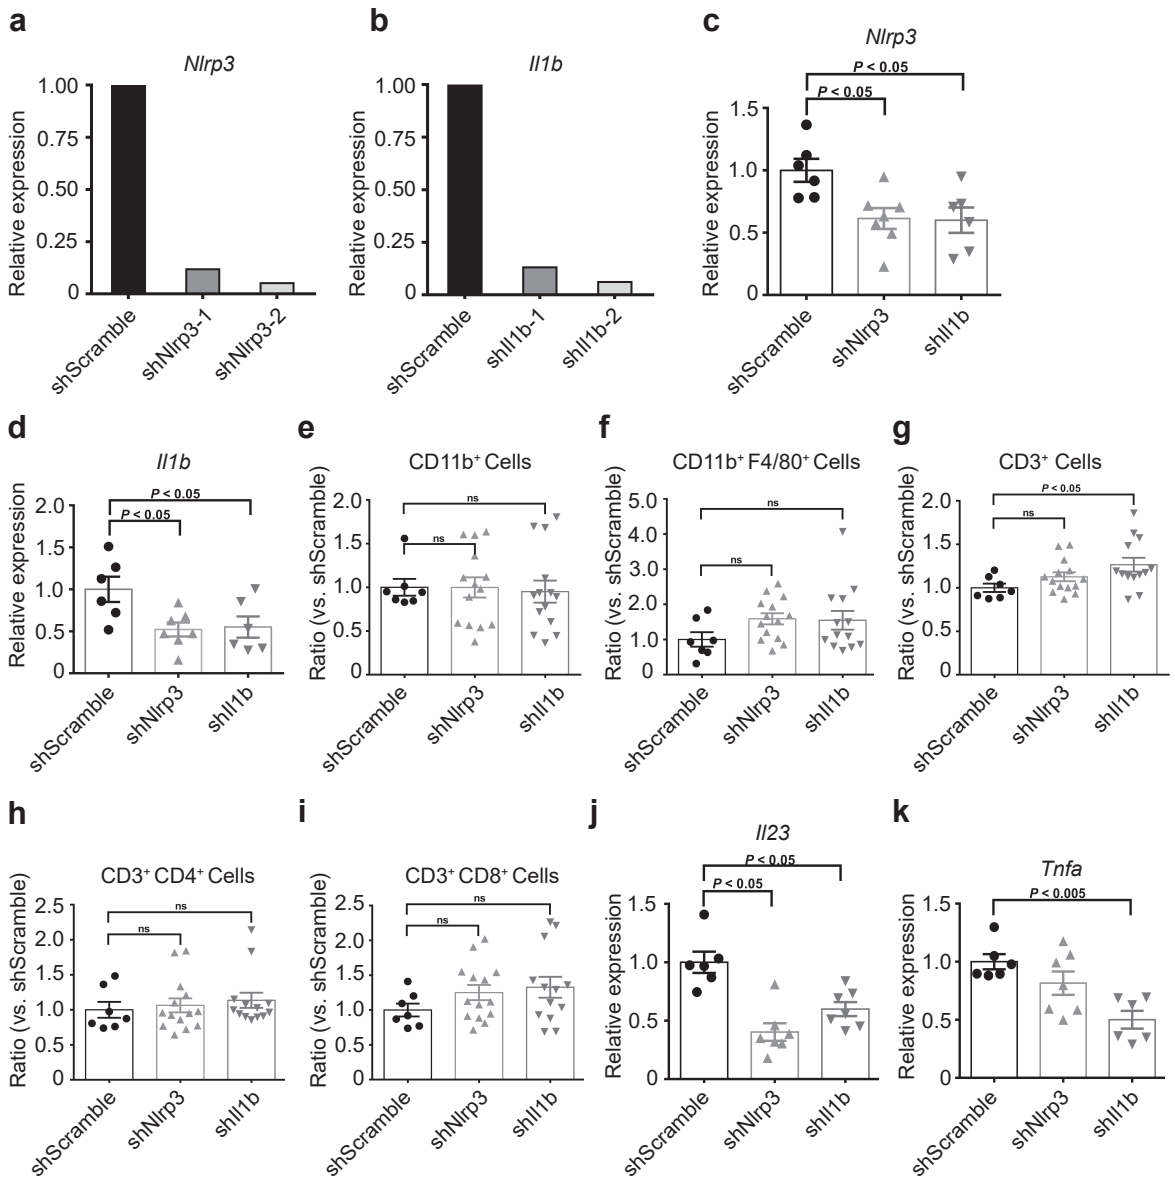 a
Nlrp3
Relative expression
1.00
0.75
0.50
0.25
0
shScramble
shNlrp3-1
shNlrp3-2
b
Il1b
Relative expression
1.00
0.75
0.50
0.25
0
shScramble
shIl1b-1
shIl1b-2
c
Nlrp3
P < 0.05
P < 0.05
Relative expression
1.5
1.0
0.5
0
shScramble
shNlrp3
shIl1b
d
Il1b
P < 0.05
P < 0.05
Relative expression
2.0
1.5
1.0
0.5
0
shScramble
shNlrp3
shIl1b
e
CD11b+ Cells
ns
ns
Ratio (vs. shScramble)
2.0
1.5
1.0
0.5
0
shScramble
shNlrp3
shIl1b
f
CD11b+ F4/80+ Cells
ns
ns
Ratio (vs. shScramble)
5.0
4.0
3.0
2.0
1.0
0
shScramble
shNlrp3
shIl1b
g
CD3+ Cells
P < 0.05
ns
Ratio (vs. shScramble)
2.0
1.5
1.0
0.5
0
shScramble
shNlrp3
shIl1b
h
CD3+ CD4+ Cells
ns
ns
Ratio (vs. shScramble)
2.5
2.0
1.5
1.0
0.5
0
shScramble
shNlrp3
shIl1b
i
CD3+ CD8+ Cells
ns
ns
Ratio (vs. shScramble)
2.5
2.0
1.5
1.0
0.5
0
shScramble
shNlrp3
shIl1b
j
Il23
P < 0.05
P < 0.05
Relative expression
1.5
1.0
0.5
0
shScramble
shNlrp3
shIl1b
k
Tnfa
P < 0.005
Relative expression
1.5
1.0
0.5
0
shScramble
shNlrp3
shIl1b